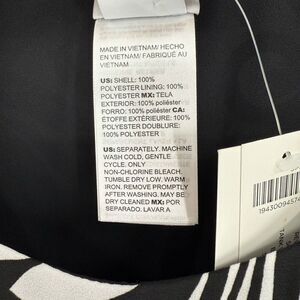 MADE IN VIETNAM/ HECHO
EN VIETNAM/ FABRIQUÉ AU
VIETNAM
US: SHELL: 100%
POLYESTER LINING: 100%
POLYESTER MX: TELA
EXTERIOR: 100% poliéster
FORRO: 100% poliéster CA:
ÉTOFFE EXTÉRIEURE: 100%
POLYESTER DOUBLURE:
100% POLYESTER
US: SEPARATELY. MACHINE
WASH COLD, GENTLE
CYCLE. ONLY
NON-CHLORINE BLEACH.
TUMBLE DRY LOW. WARM
IRON. REMOVE PROMPTLY
AFTER WASHING. MAY BE
DRY CLEANED MX: POR
SEPARADO. LAVAR A